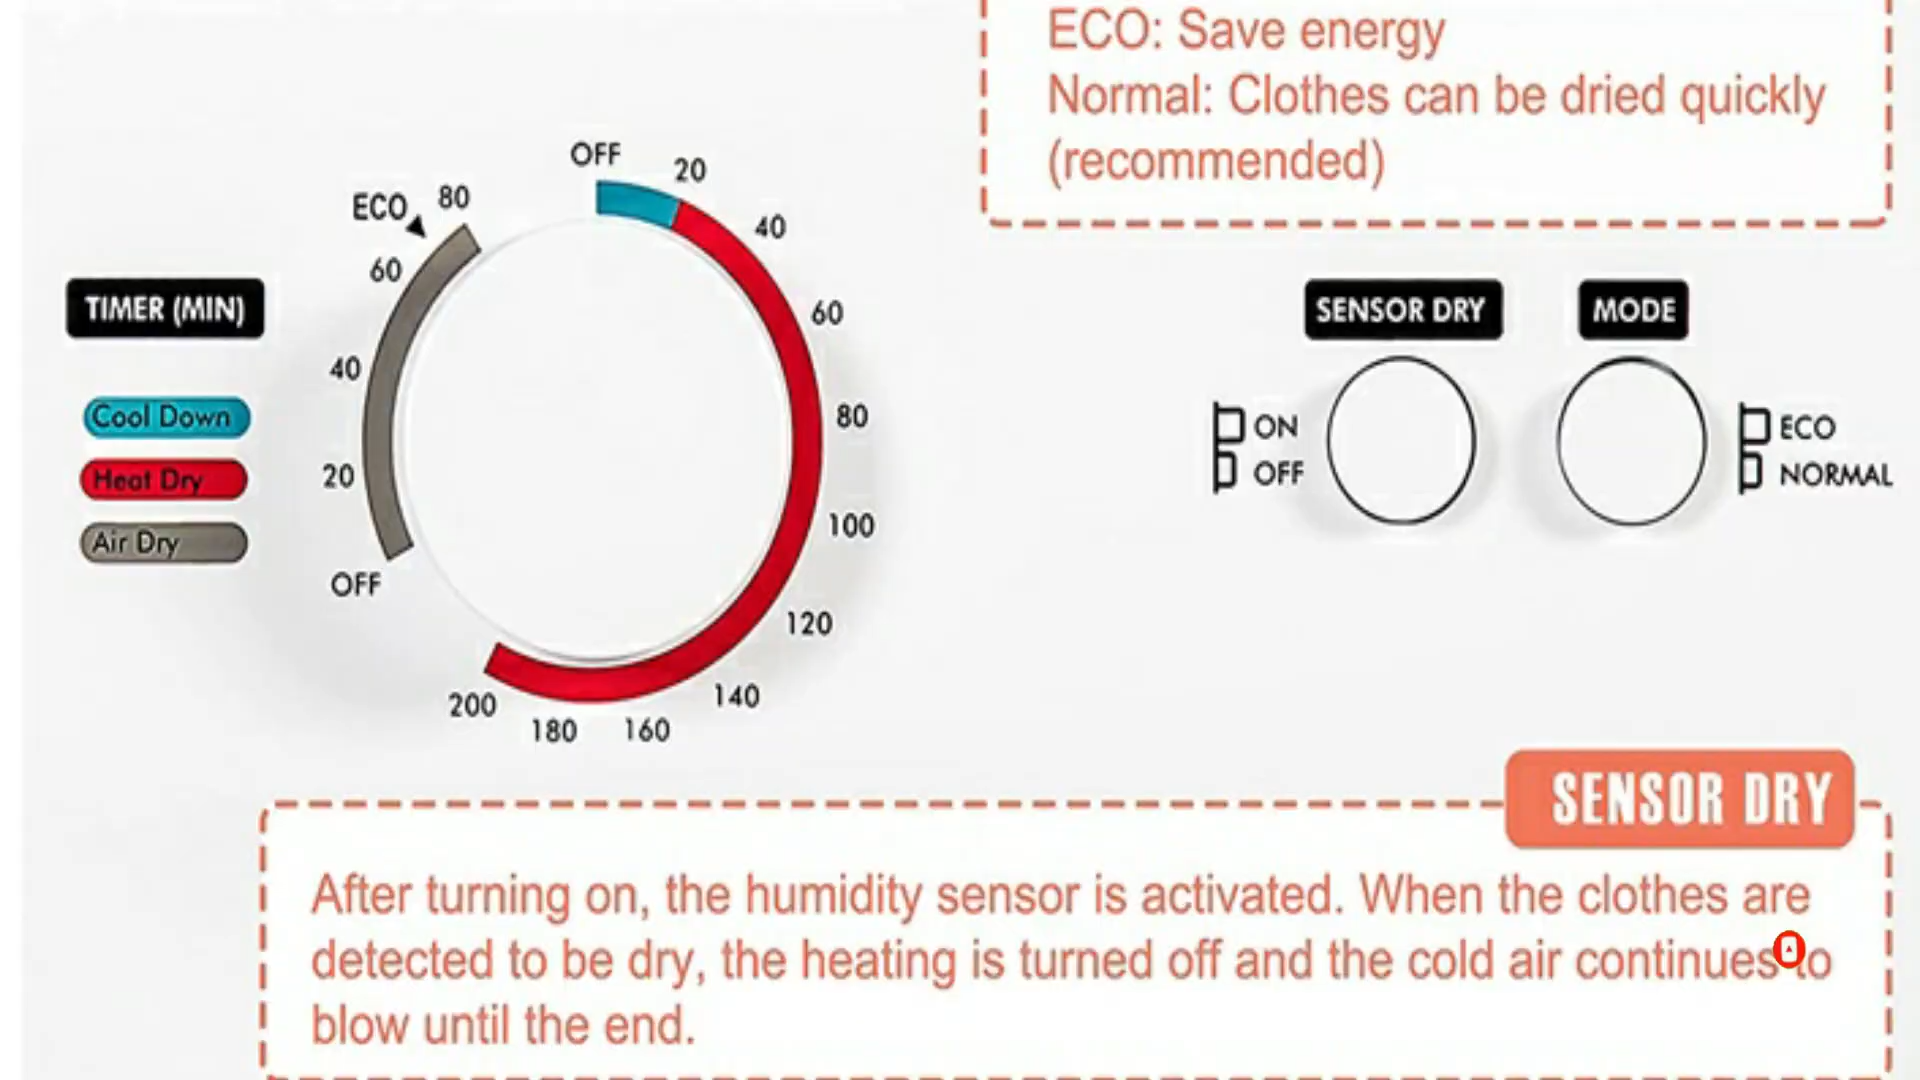 ECO: Save energy
Normal: Clothes can be dried quickly
(recommended)
OFF
20
40
60
80
100
120
140
160
180
200
ECO
80
60
40
20
OFF
TIMER (MIN)
Cool Down
Heat Dry
Air Dry
SENSOR DRY
ON
OFF
MODE
ECO
NORMAL
SENSOR DRY
After turning on, the humidity sensor is activated. When the clothes are
detected to be dry, the heating is turned off and the cold air continues to
blow until the end.